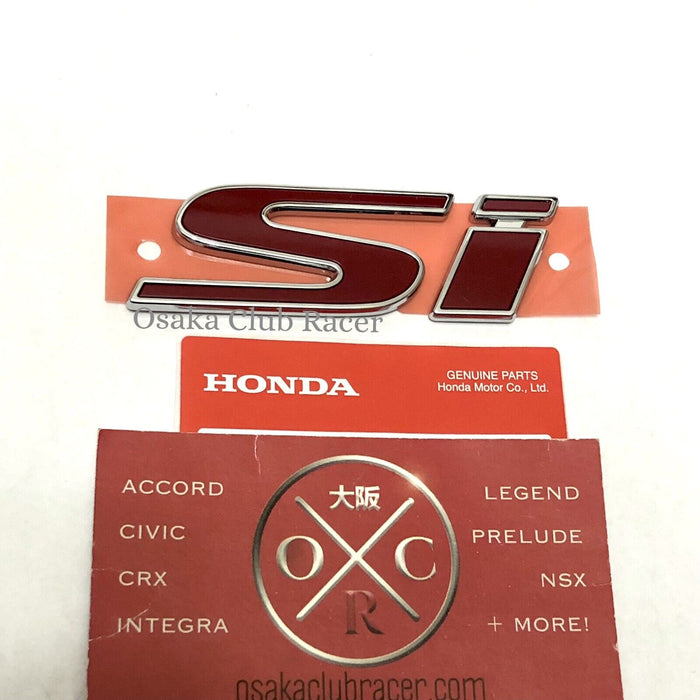 Si
Osaka Club Racer
HONDA
GENUINE PARTS
Honda Motor Co., Ltd.
ACCORD
CIVIC
CRX
INTEGRA
大阪
O C
R
LEGEND
PRELUDE
NSX
+ MORE!
osakaclubracer.com